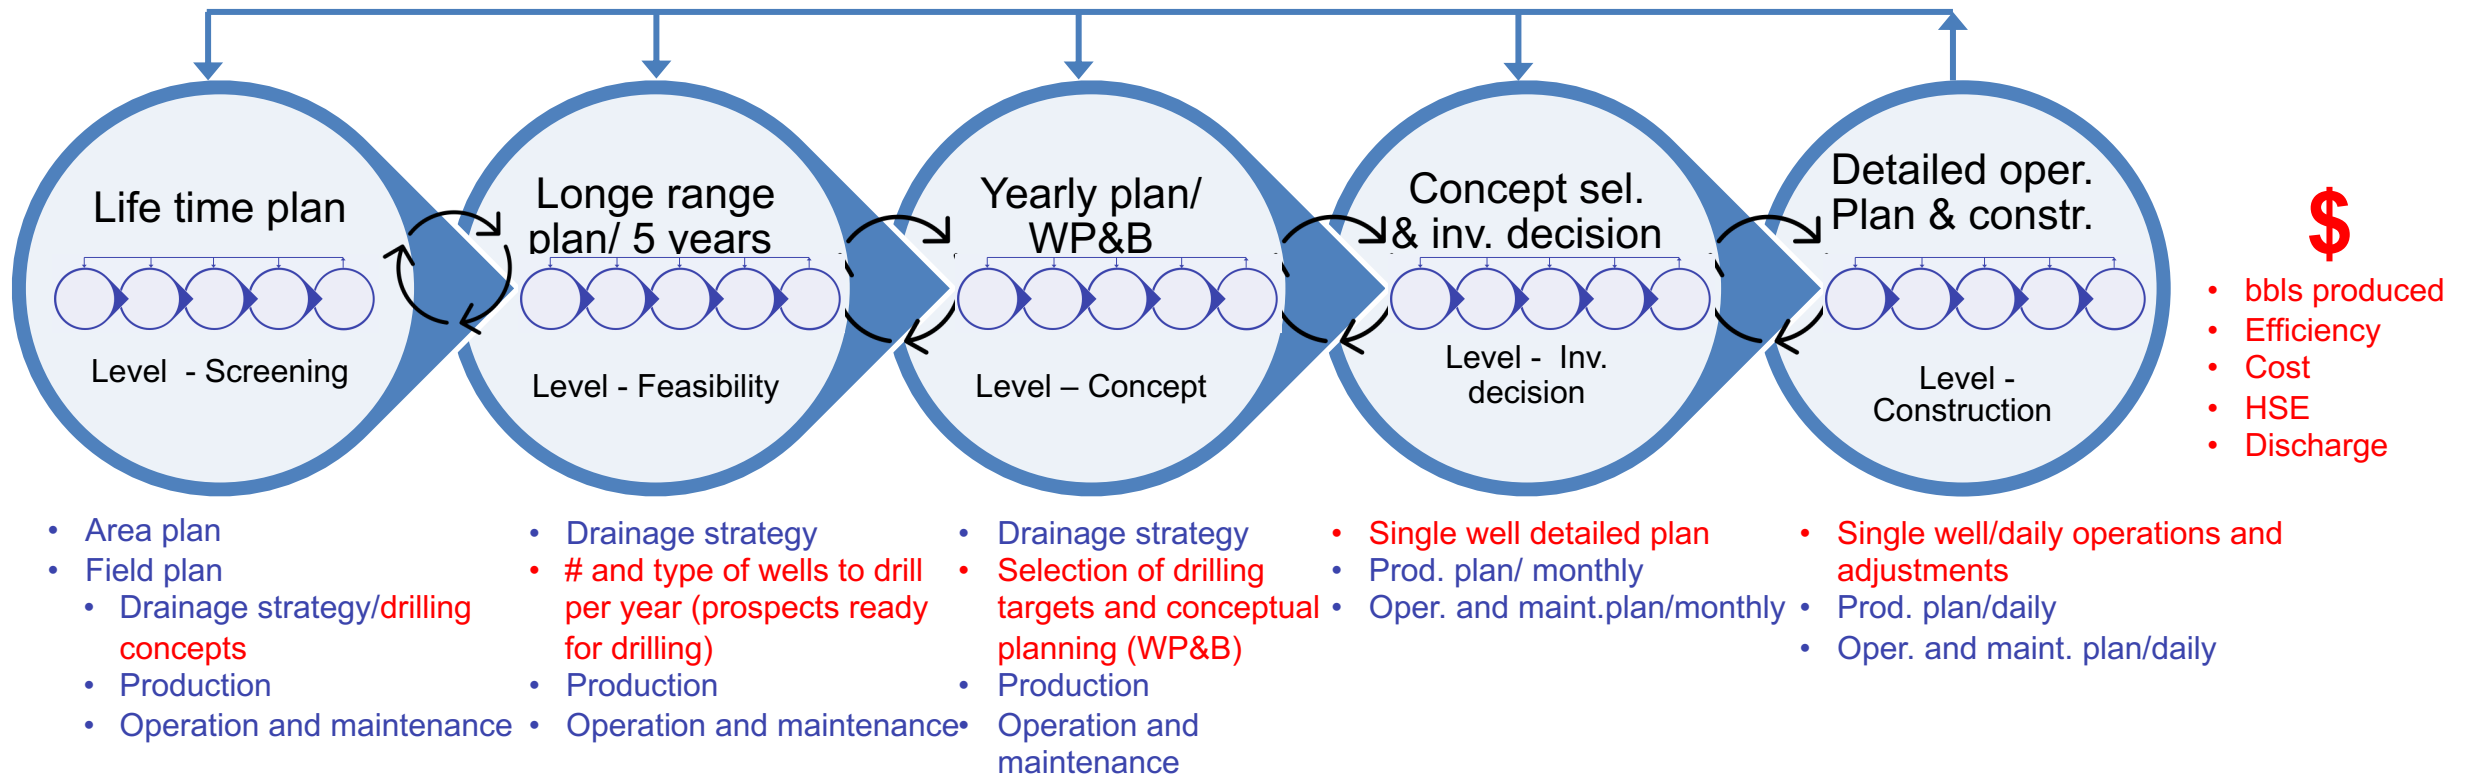 Life time plan
Level  - Screening
Longe range
plan/ 5 years
Level - Feasibility
Yearly plan/
WP&B
Level – Concept
Concept sel.
& inv. decision
Level -  Inv.
decision
Detailed oper.
Plan & constr.
Level -
Construction
$
• bbls produced
• Efficiency
• Cost
• HSE
• Discharge
• Area plan
• Field plan
• Drainage strategy/drilling
concepts
• Production
• Operation and maintenance
• Drainage strategy
• # and type of wells to drill
per year (prospects ready
for drilling)
• Production
• Operation and maintenance
• Drainage strategy
• Selection of drilling
targets and conceptual
planning (WP&B)
• Production
• Operation and
maintenance
• Single well detailed plan
• Prod. plan/ monthly
• Oper. and maint.plan/monthly
• Single well/daily operations and
adjustments
• Prod. plan/daily
• Oper. and maint. plan/daily